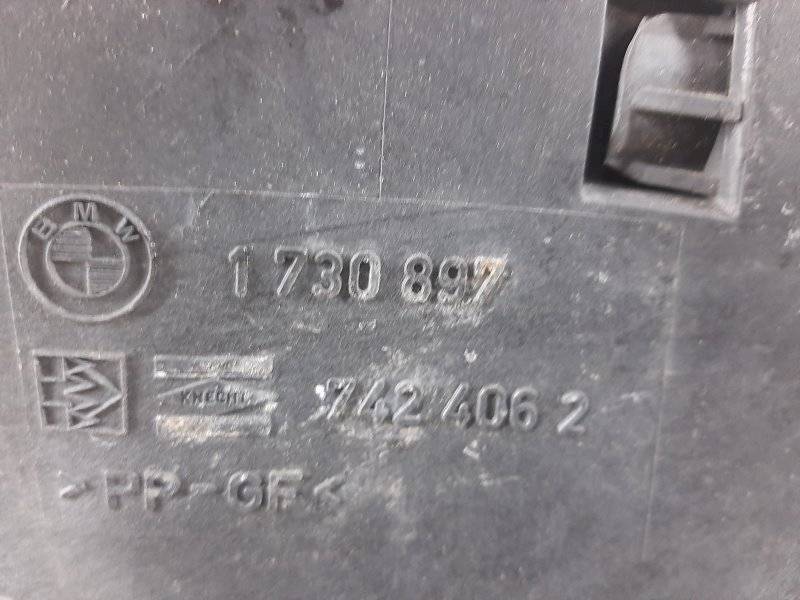 BMW 1 730 897
KNECHT 742 406 2
>PP-GF<